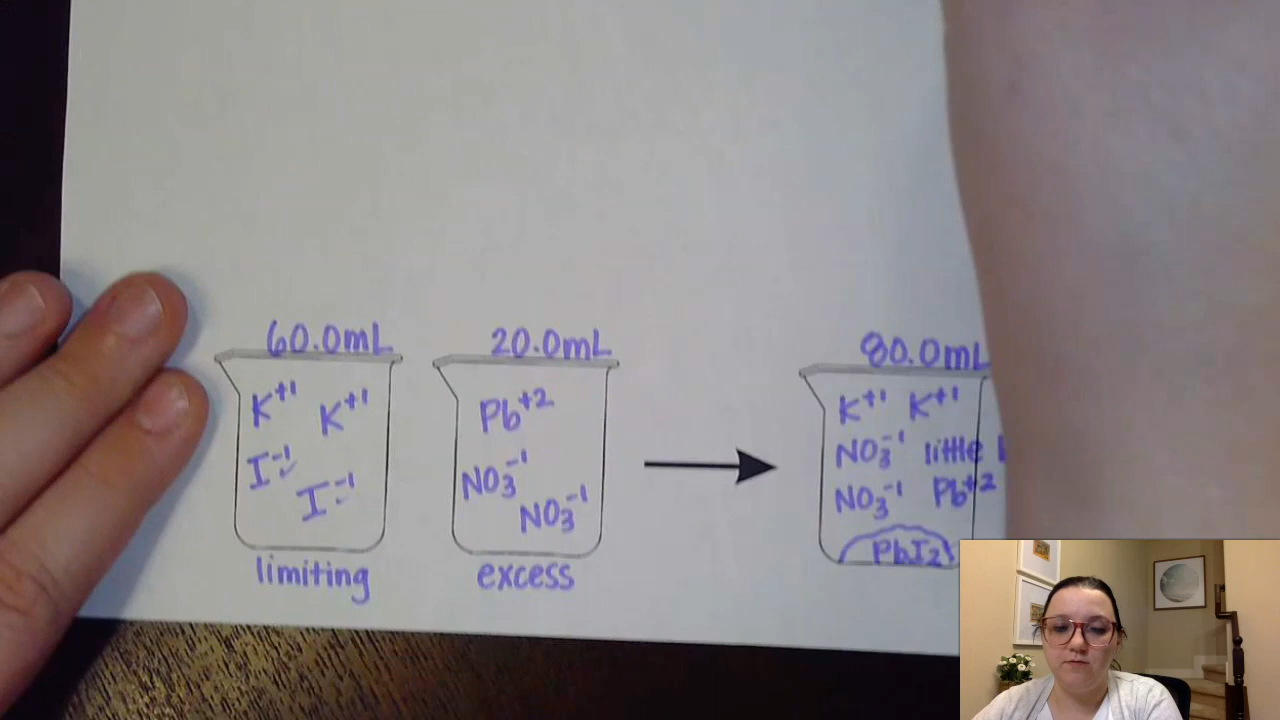 60.0mL
K⁺¹ K⁺¹
I⁻¹
I⁻¹
limiting
20.0mL
Pb⁺²
NO₃⁻¹
NO₃⁻¹
excess
80.0mL
K⁺¹ K⁺¹
NO₃⁻¹ little
NO₃⁻¹ Pb⁺²
PbI₂